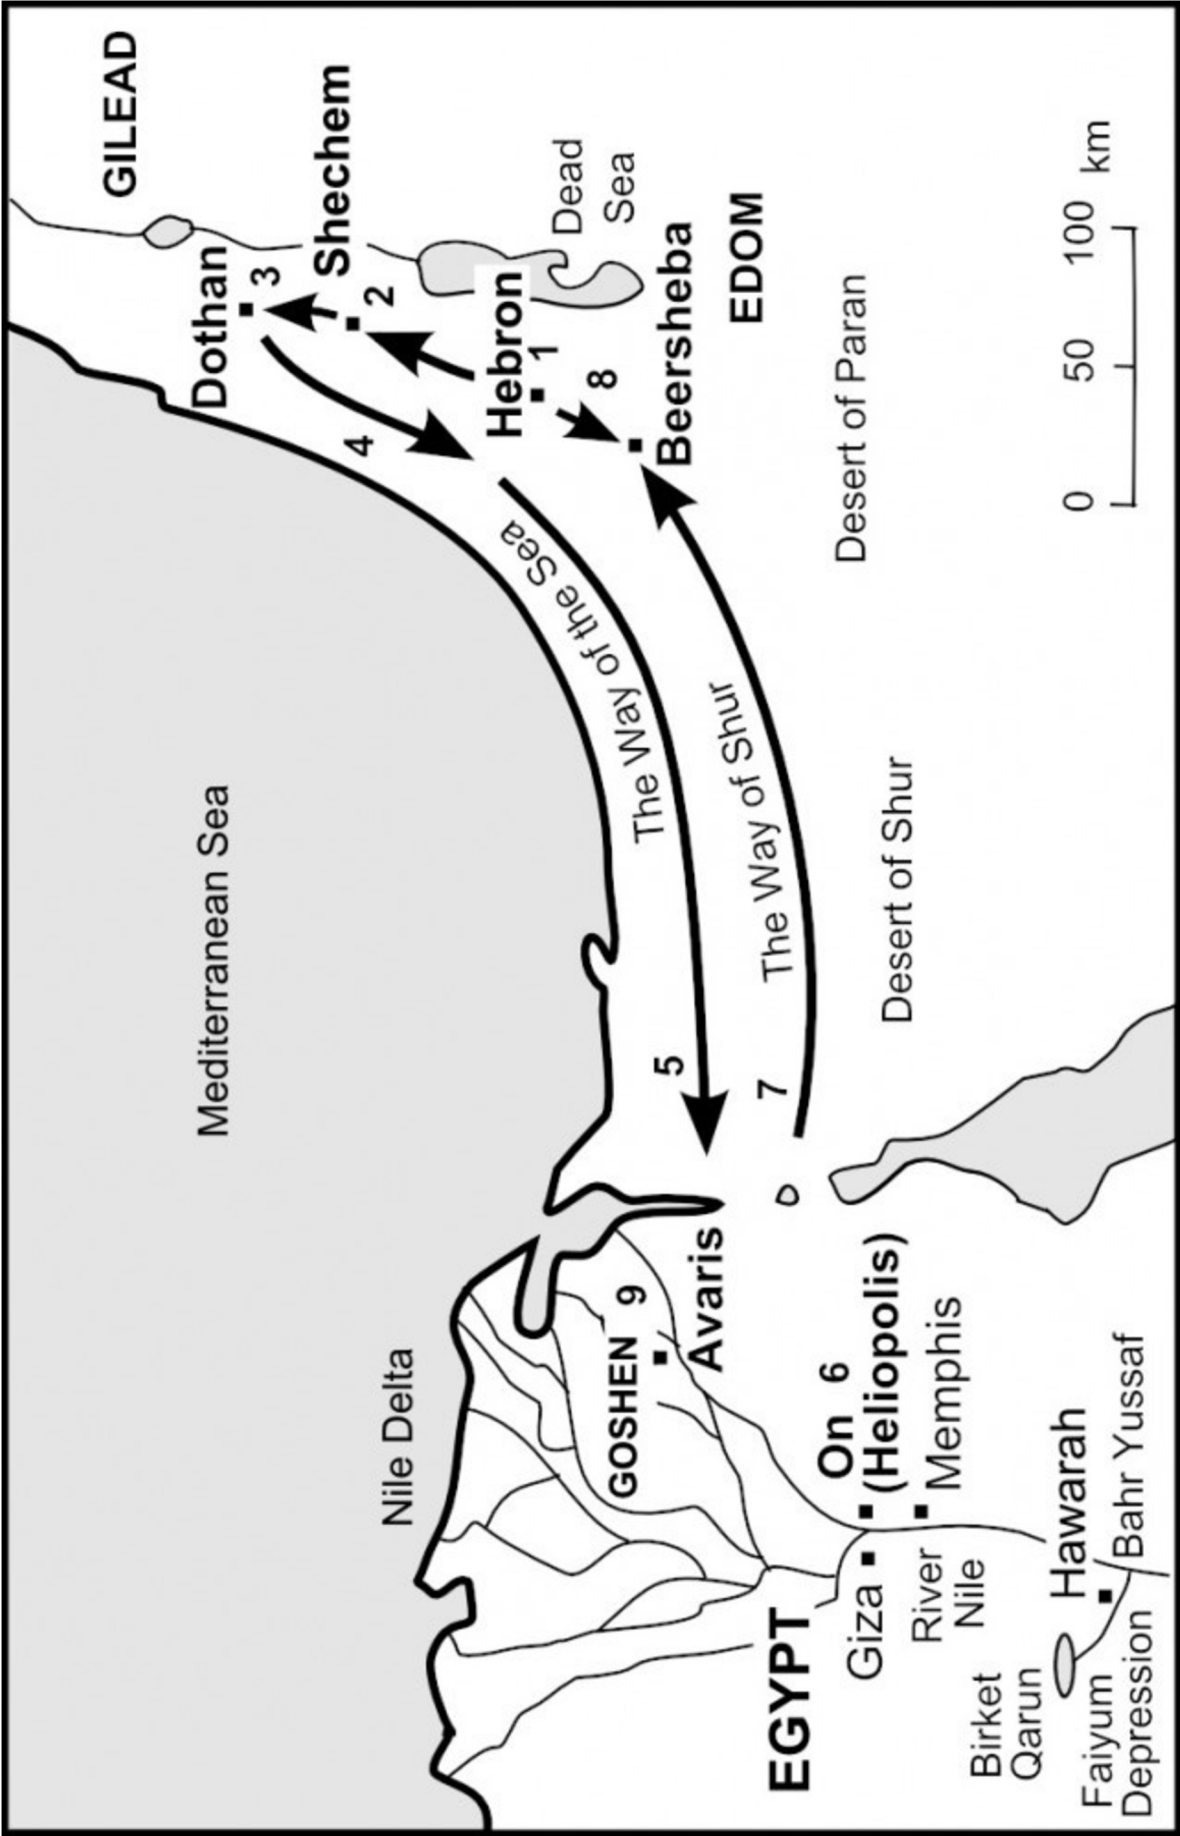 Mediterranean Sea
Nile Delta
GILEAD
Dothan
3
Shechem
2
4
Hebron
1
Dead
Sea
8
Beersheba
EDOM
The Way of the Sea
5
The Way of Shur
7
Desert of Paran
Desert of Shur
GOSHEN 9
Avaris
On 6
(Heliopolis)
Memphis
EGYPT
Giza
River
Nile
Hawarah
Bahr Yussaf
Birket
Qarun
Faiyum
Depression
0 50 100 km